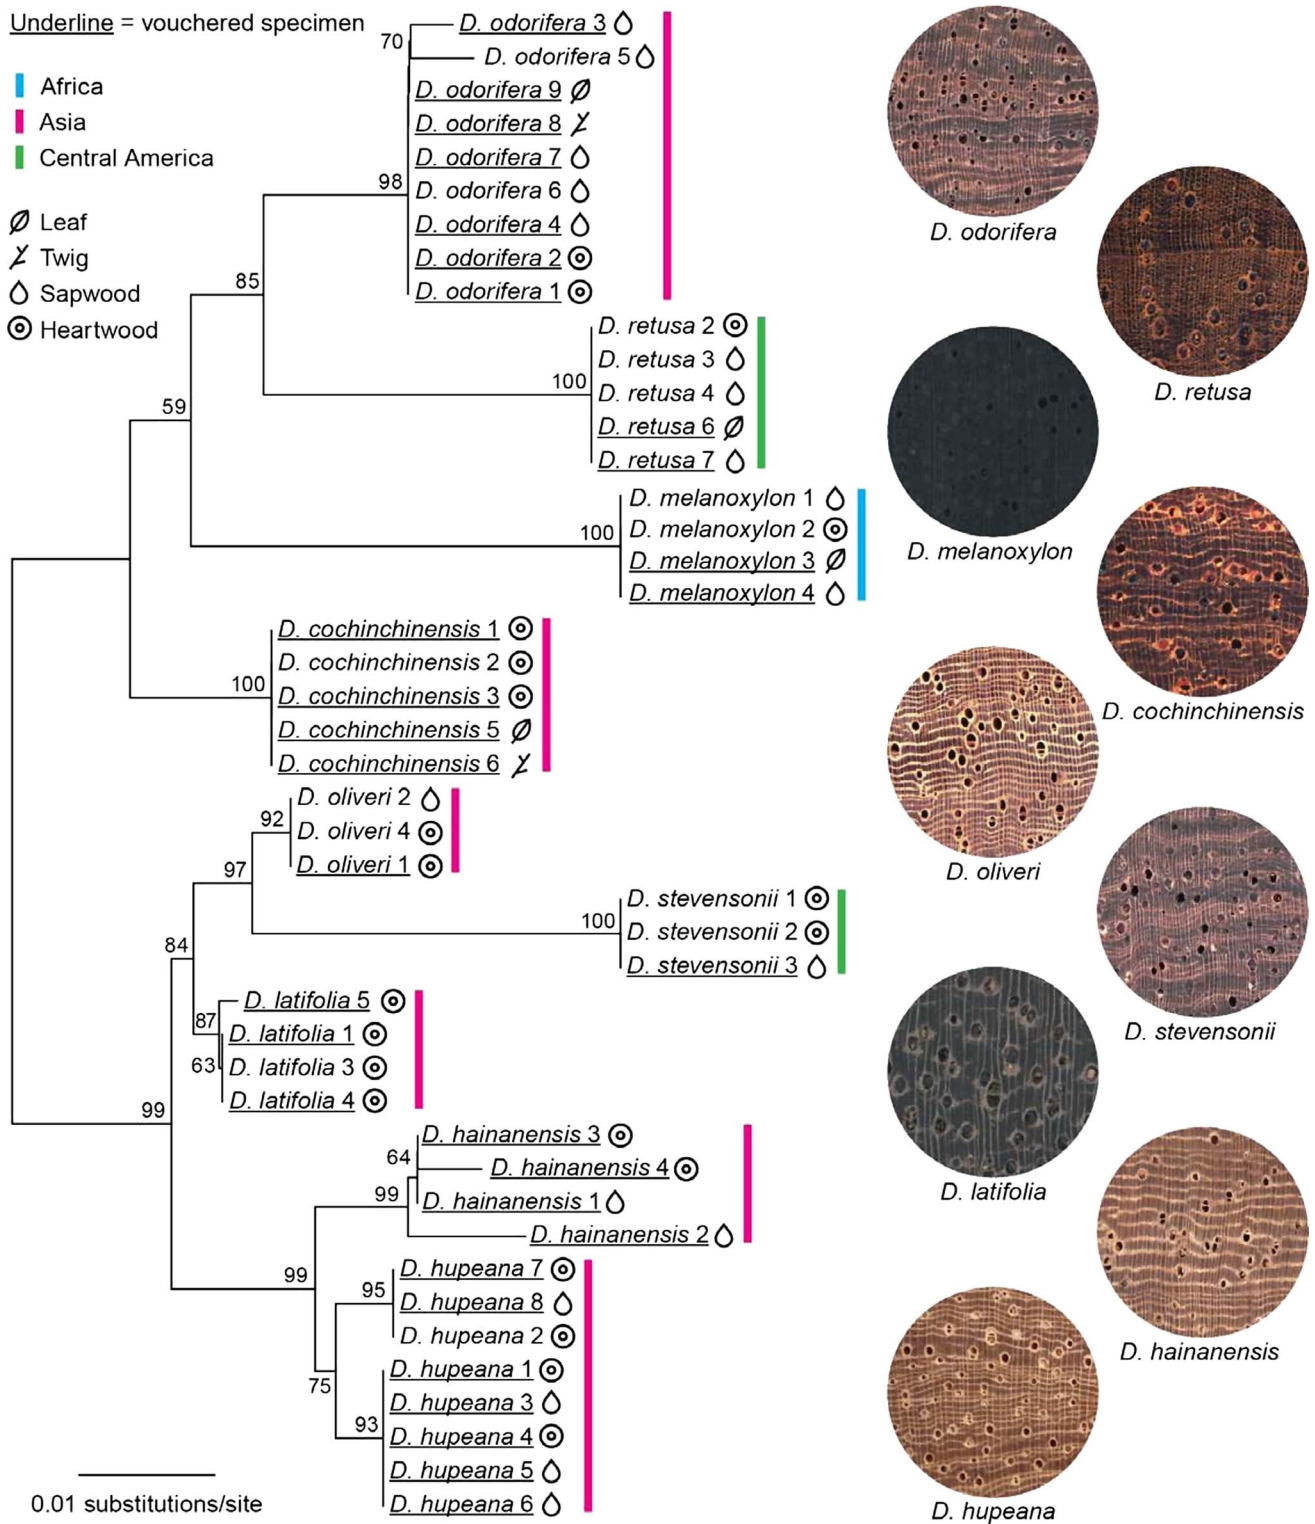 Underline = vouchered specimen
Africa
Asia
Central America
Leaf
Twig
Sapwood
Heartwood
70
D. odorifera 3
D. odorifera 5
D. odorifera 9
D. odorifera 8
D. odorifera 7
98
D. odorifera 6
D. odorifera 4
D. odorifera 2
85
D. odorifera 1
D. retusa 2
D. retusa 3
100
D. retusa 4
59
D. retusa 6
D. retusa 7
D. melanoxylon 1
100
D. melanoxylon 2
D. melanoxylon 3
D. melanoxylon 4
D. cochinchinensis 1
D. cochinchinensis 2
100
D. cochinchinensis 3
D. cochinchinensis 5
D. cochinchinensis 6
D. oliveri 2
92
D. oliveri 4
97
D. oliveri 1
D. stevensonii 1
100
D. stevensonii 2
84
D. stevensonii 3
D. latifolia 5
87
D. latifolia 1
63
D. latifolia 3
D. latifolia 4
99
D. hainanensis 3
64
D. hainanensis 4
99
D. hainanensis 1
D. hainanensis 2
99
D. hupeana 7
95
D. hupeana 8
D. hupeana 2
75
D. hupeana 1
D. hupeana 3
93
D. hupeana 4
D. hupeana 5
D. hupeana 6
0.01 substitutions/site
D. odorifera
D. retusa
D. melanoxylon
D. cochinchinensis
D. oliveri
D. stevensonii
D. latifolia
D. hainanensis
D. hupeana